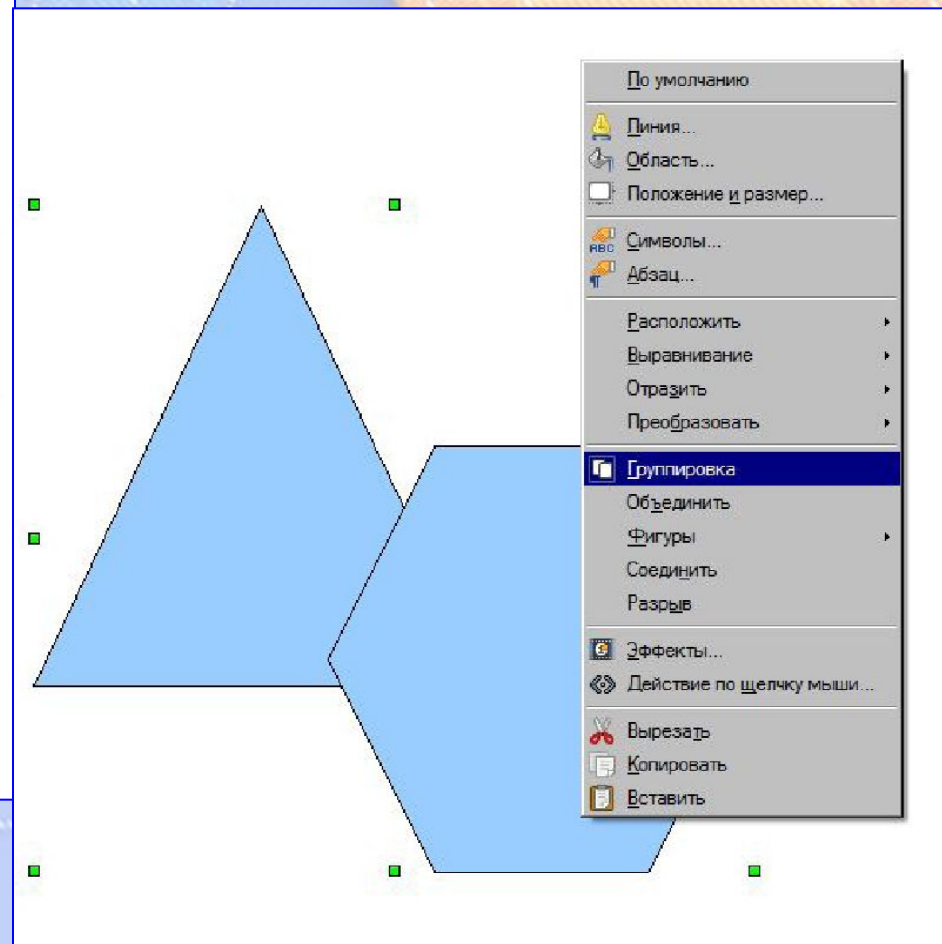 По умолчанию
Линия...
Область...
Положение и размер...
ABC Символы...
Абзац...
Расположить
Выравнивание
Отразить
Преобразовать
Группировка
Объединить
Фигуры
Соединить
Разрыв
Эффекты...
Действие по щелчку мыши...
Вырезать
Копировать
Вставить